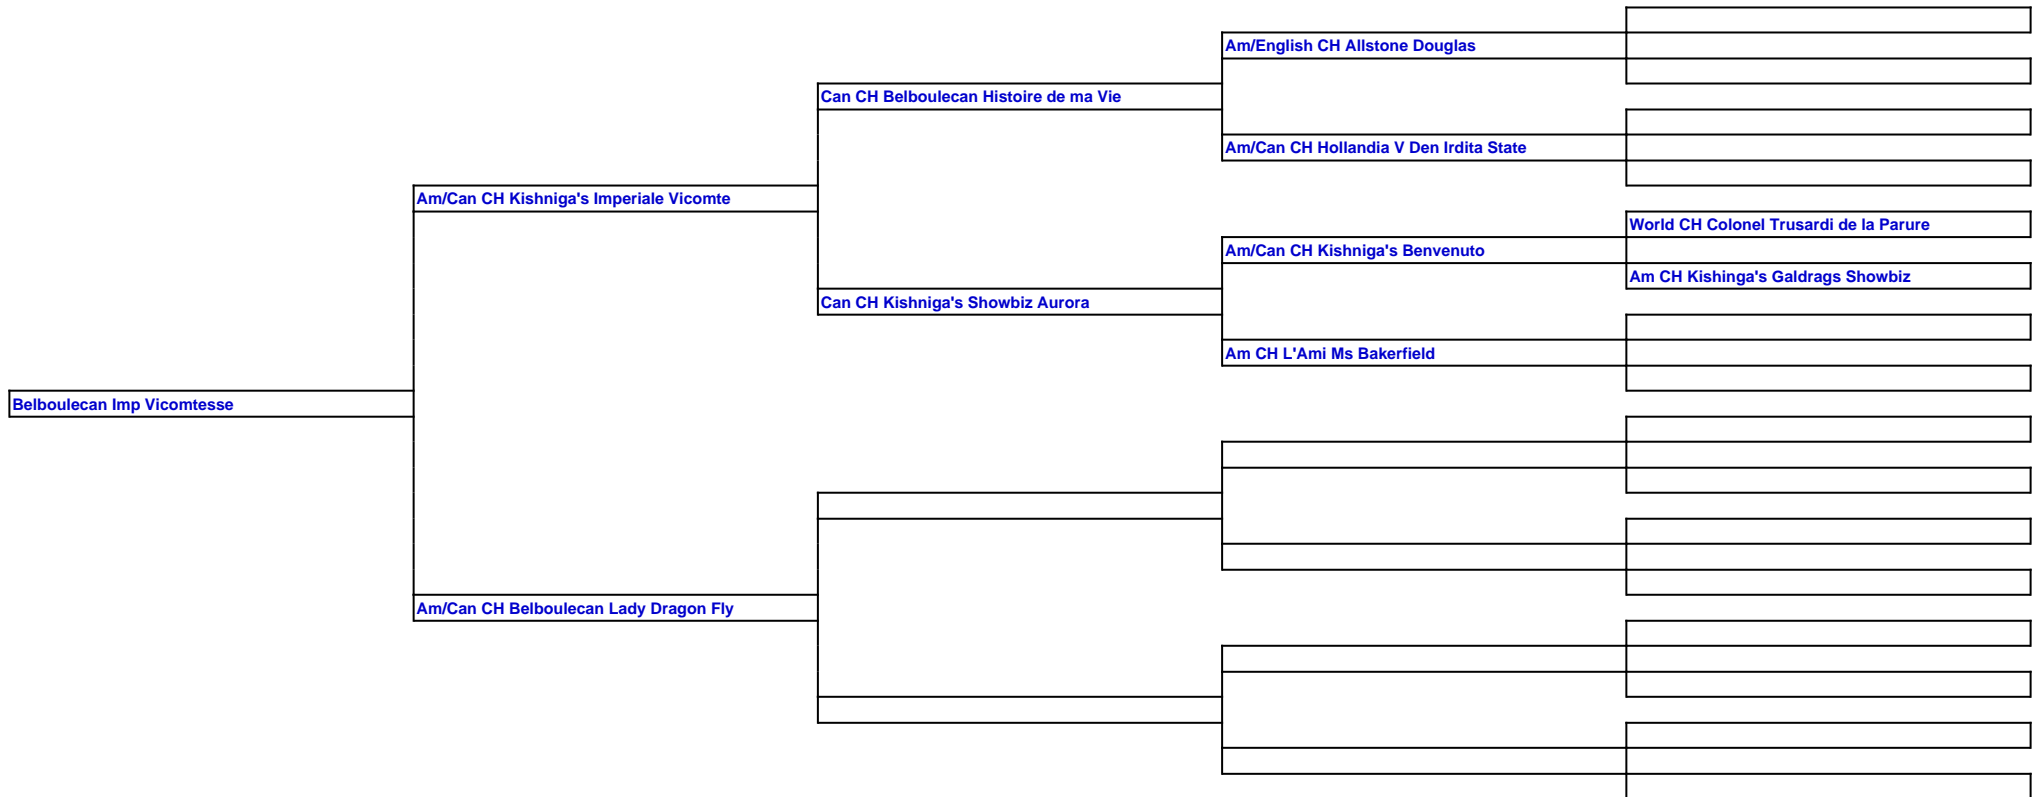 Am/English CH Allstone Douglas
Can CH Belboulecan Histoire de ma Vie
Am/Can CH Hollandia V Den Irdita State
Am/Can CH Kishniga's Imperiale Vicomte
World CH Colonel Trusardi de la Parure
Am/Can CH Kishniga's Benvenuto
Am CH Kishinga's Galdrags Showbiz
Can CH Kishniga's Showbiz Aurora
Am CH L'Ami Ms Bakerfield
Belboulecan Imp Vicomtesse
Am/Can CH Belboulecan Lady Dragon Fly